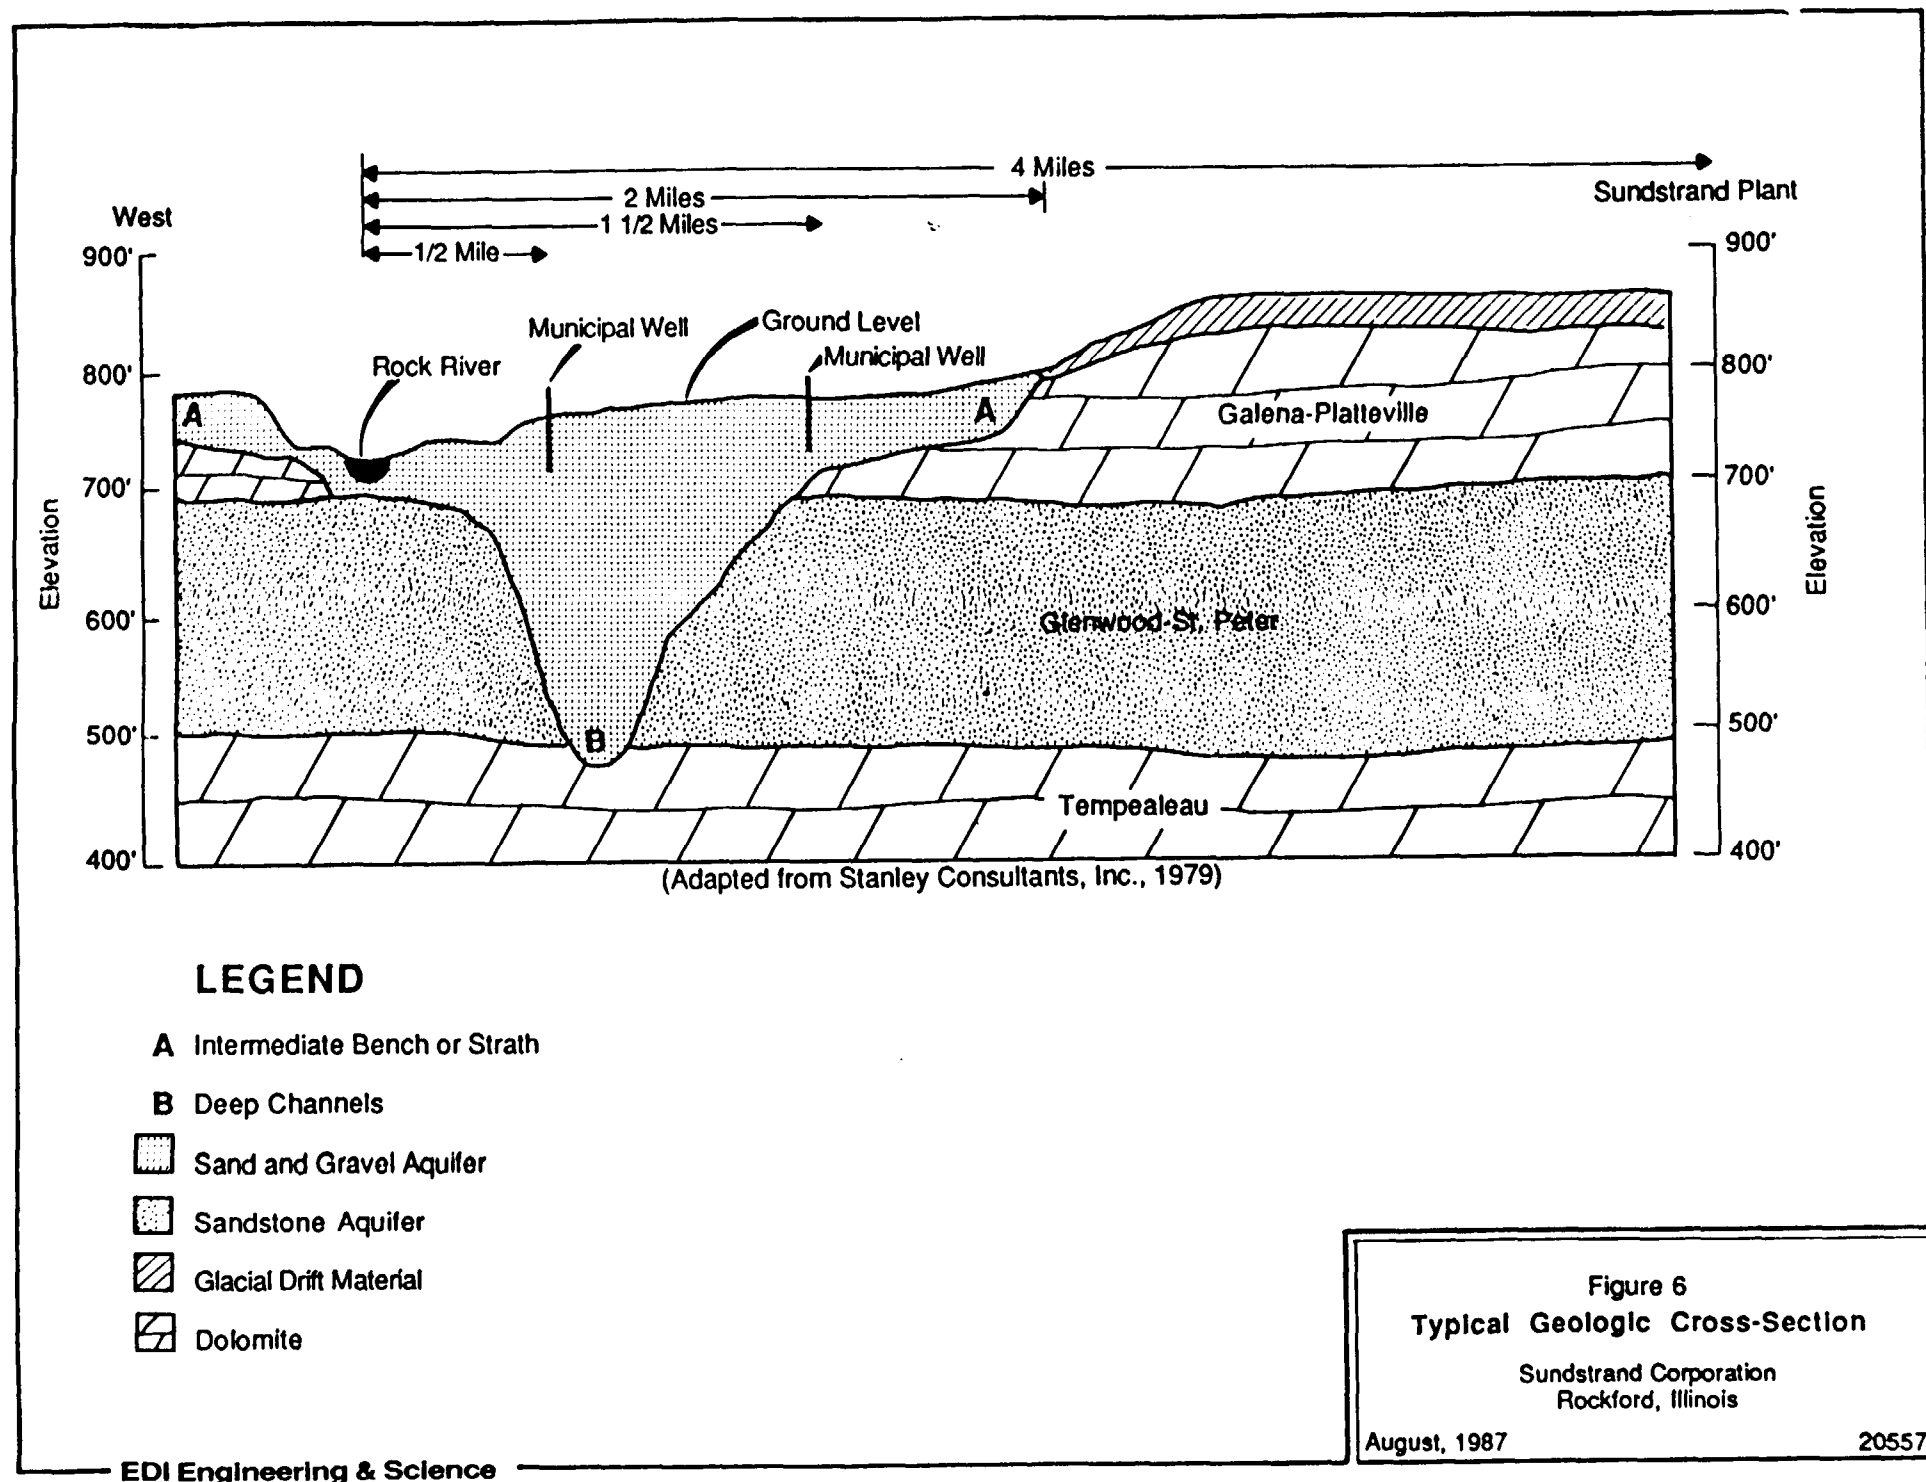 4 Miles
Sundstrand Plant
2 Miles
West
1 1/2 Miles
1/2 Mile
900'
900'
Municipal Well
Ground Level
Municipal Well
Rock River
800'
800'
A
A
Galena-Platteville
700'
700'
Elevation
Elevation
600'
600'
Glenwood-St. Peter
500'
500'
B
Tempealeau
400'
400'
(Adapted from Stanley Consultants, Inc., 1979)
LEGEND
A Intermediate Bench or Strath
B Deep Channels
Sand and Gravel Aquifer
Sandstone Aquifer
Glacial Drift Material
Dolomite
Figure 6
Typical Geologic Cross-Section
Sundstrand Corporation
Rockford, Illinois
August, 1987 20557
EDI Engineering & Science